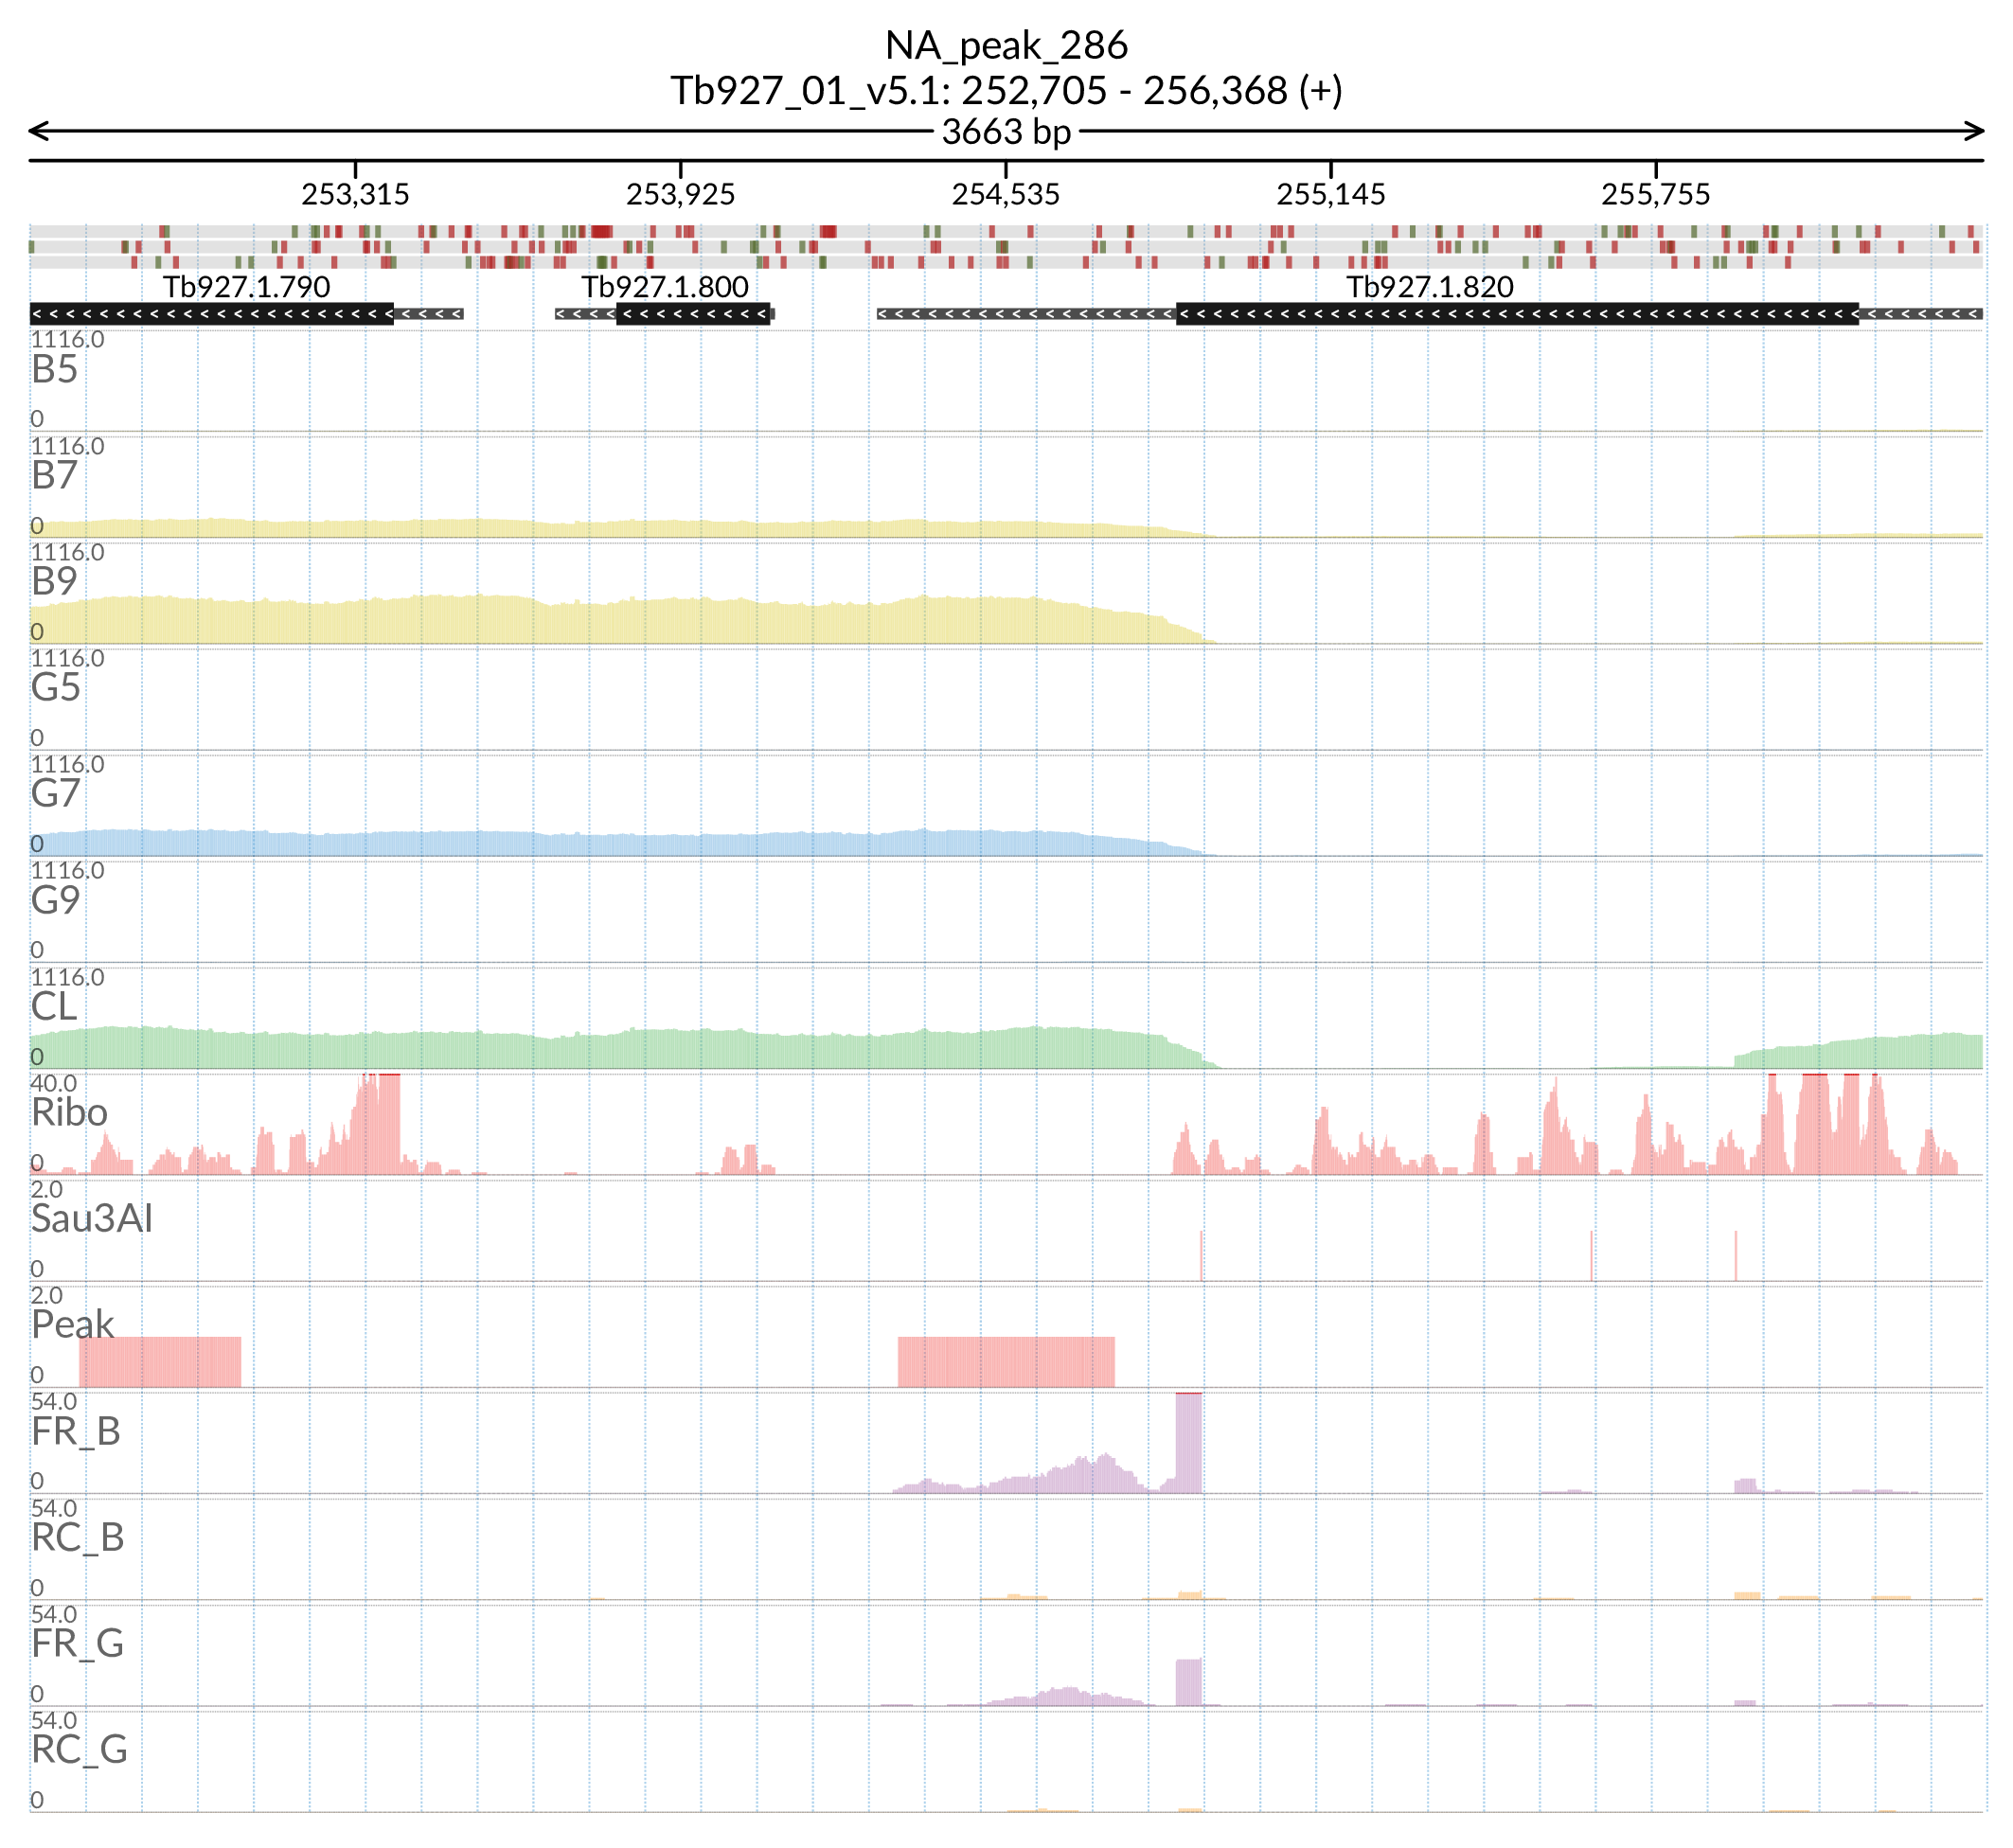 NA_peak_286
Tb927_01_v5.1: 252,705 - 256,368 (+)
3663 bp
253,315 253,925 254,535 255,145 255,755
Tb927.1.790 Tb927.1.800 Tb927.1.820
1116.0
B5
0
1116.0
B7
0
1116.0
B9
0
1116.0
G5
0
1116.0
G7
0
1116.0
G9
0
1116.0
CL
0
40.0
Ribo
0
2.0
Sau3AI
0
2.0
Peak
0
54.0
FR_B
0
54.0
RC_B
0
54.0
FR_G
0
54.0
RC_G
0